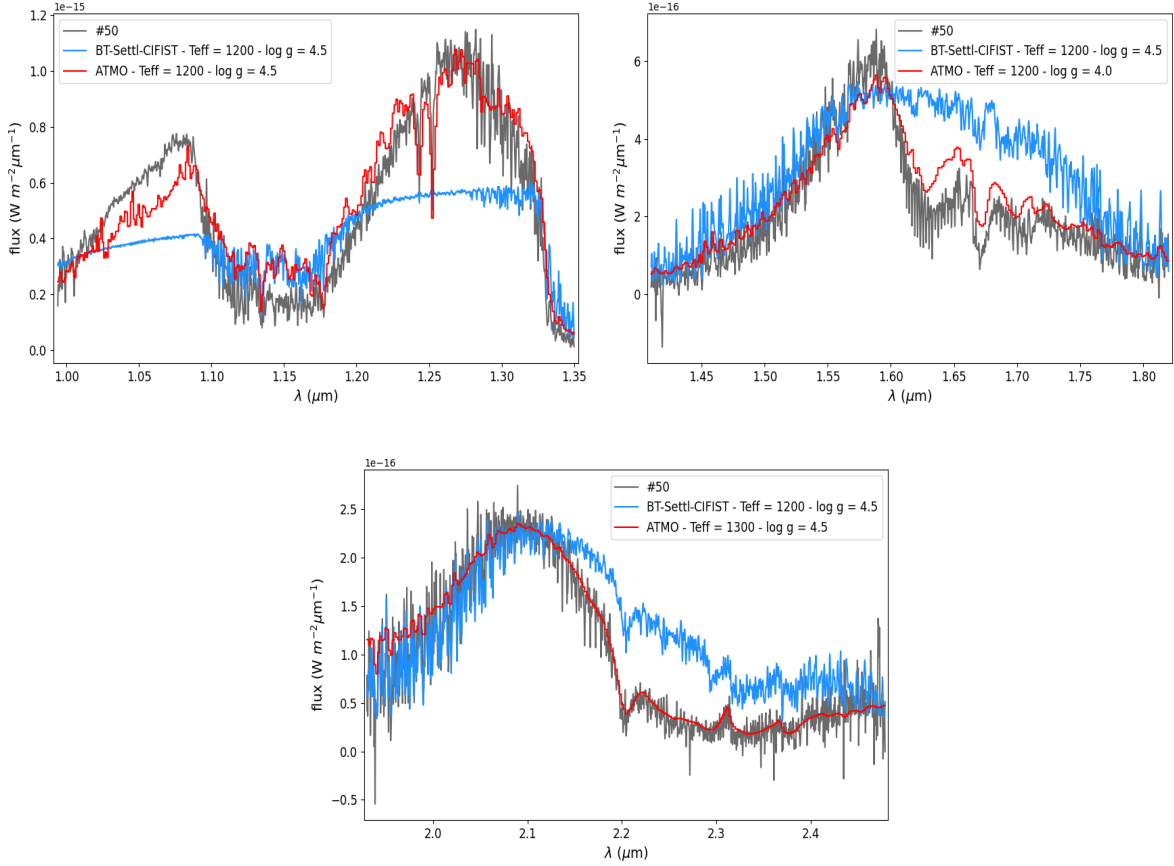 1e−15
#50
BT-Settl-CIFIST - Teff = 1200 - log g = 4.5
ATMO - Teff = 1200 - log g = 4.5
flux (W m⁻² μm⁻¹)
1.2
1.0
0.8
0.6
0.4
0.2
0.0
1.00 1.05 1.10 1.15 1.20 1.25 1.30 1.35
λ (μm)
1e−16
#50
BT-Settl-CIFIST - Teff = 1200 - log g = 4.5
ATMO - Teff = 1200 - log g = 4.0
flux (W m⁻² μm⁻¹)
6
4
2
0
1.45 1.50 1.55 1.60 1.65 1.70 1.75 1.80
λ (μm)
1e−16
#50
BT-Settl-CIFIST - Teff = 1200 - log g = 4.5
ATMO - Teff = 1300 - log g = 4.5
flux (W m⁻² μm⁻¹)
2.5
2.0
1.5
1.0
0.5
0.0
−0.5
2.0 2.1 2.2 2.3 2.4
λ (μm)